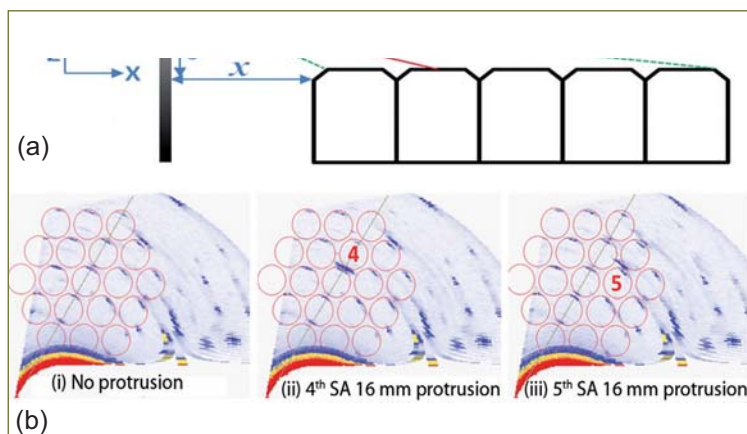 x
x
(a)
4
5
(i) No protrusion
(ii) 4th SA 16 mm protrusion
(iii) 5th SA 16 mm protrusion
(b)